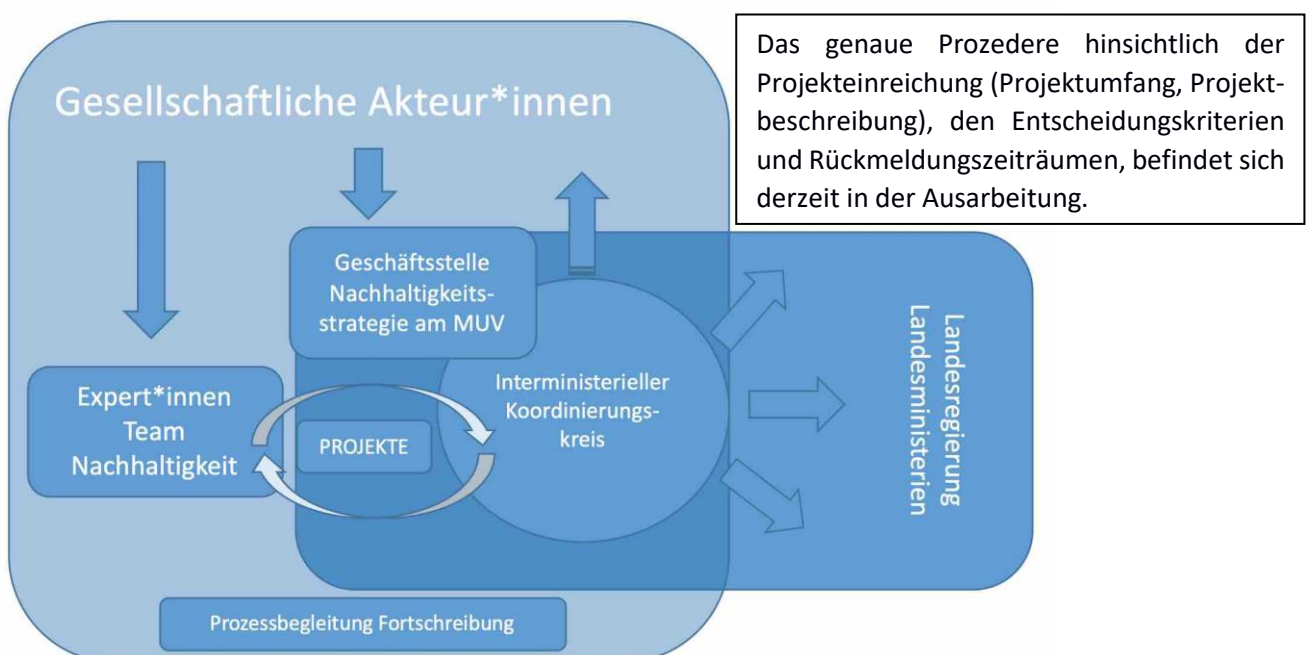 Das genaue Prozedere hinsichtlich der
Projekteinreichung (Projektumfang, Projekt-
beschreibung), den Entscheidungskriterien
und Rückmeldungszeiträumen, befindet sich
derzeit in der Ausarbeitung.
Gesellschaftliche Akteur*innen
Geschäftsstelle
Nachhaltigkeits-
strategie am MUV
Expert*innen
Team
Nachhaltigkeit
PROJEKTE
Interministerieller
Koordinierungs-
kreis
Landesregierung
Landesministerien
Prozessbegleitung Fortschreibung